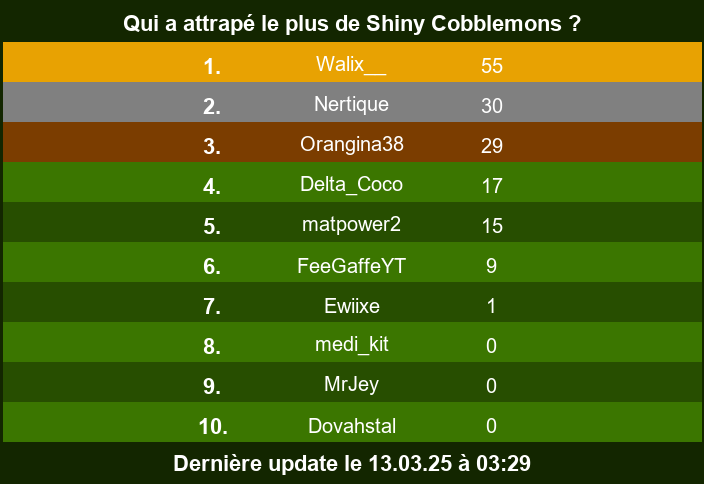 Qui a attrapé le plus de Shiny Cobblemons ?
1. Walix__ 55
2. Nertique 30
3. Orangina38 29
4. Delta_Coco 17
5. matpower2 15
6. FeeGaffeYT 9
7. Ewiixe 1
8. medi_kit 0
9. MrJey 0
10. Dovahstal 0
Dernière update le 13.03.25 à 03:29